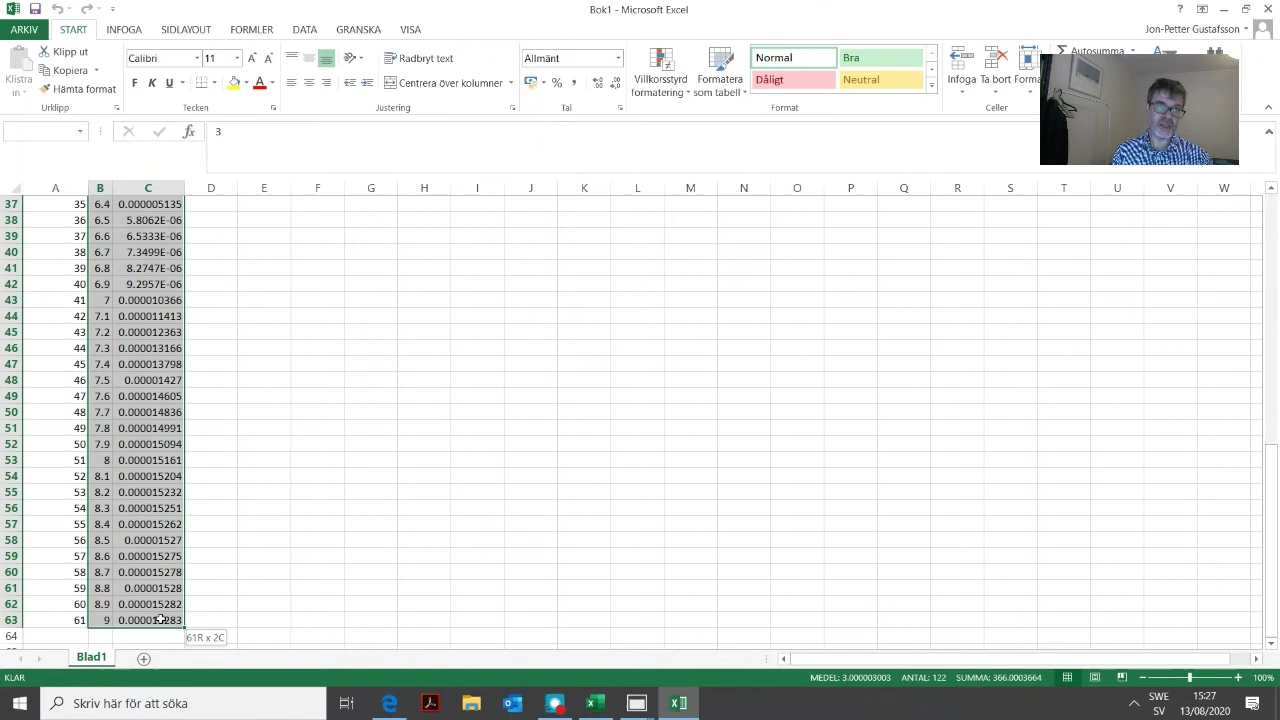 Bok1 - Microsoft Excel
ARKIV START INFOGA SIDLAYOUT FORMLER DATA GRANSKA VISA Jon-Petter Gustafsson
Klistra in
Klipp ut
Kopiera
Hämta format
Urklipp
Calibri 11
F K U
Tecken
Radbryt text
Centrera över kolumner
Justering
Allmänt
Tal
Villkorsstyrd formatering
Formatera som tabell
Normal Bra
Dåligt Neutral
Format
Infoga Ta bort
Autosumma
Celler
fx 3
A B C D E F G H I J K L M N O P Q R S T U V W
37 35 6.4 0.000005135
38 36 6.5 5.8062E-06
39 37 6.6 6.5333E-06
40 38 6.7 7.3499E-06
41 39 6.8 8.2747E-06
42 40 6.9 9.2957E-06
43 41 7 0.000010366
44 42 7.1 0.000011413
45 43 7.2 0.000012363
46 44 7.3 0.000013166
47 45 7.4 0.000013798
48 46 7.5 0.00001427
49 47 7.6 0.000014605
50 48 7.7 0.000014836
51 49 7.8 0.000014991
52 50 7.9 0.000015094
53 51 8 0.000015161
54 52 8.1 0.000015204
55 53 8.2 0.000015232
56 54 8.3 0.000015251
57 55 8.4 0.000015262
58 56 8.5 0.00001527
59 57 8.6 0.000015275
60 58 8.7 0.000015278
61 59 8.8 0.00001528
62 60 8.9 0.000015282
63 61 9 0.000015283
64
61R x 2C
Blad1
KLAR MEDEL: 3.000003003 ANTAL: 122 SUMMA: 366.0003664 100%
Skriv här för att söka
SWE
SV
15:27
13/08/2020